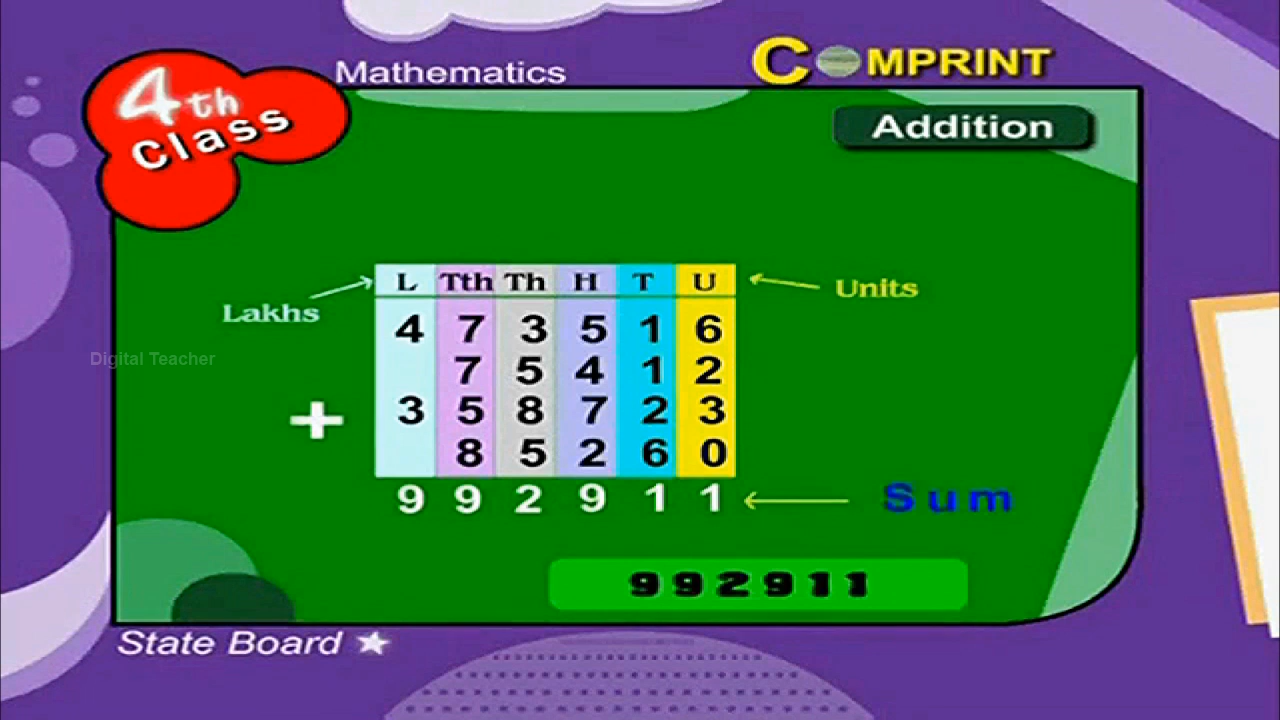 Mathematics
COMPRINT
4th
Class
Addition
L Tth Th H T U
Lakhs
Units
4 7 3 5 1 6
7 5 4 1 2
Digital Teacher
+ 3 5 8 7 2 3
8 5 2 6 0
9 9 2 9 1 1
Sum
992911
State Board